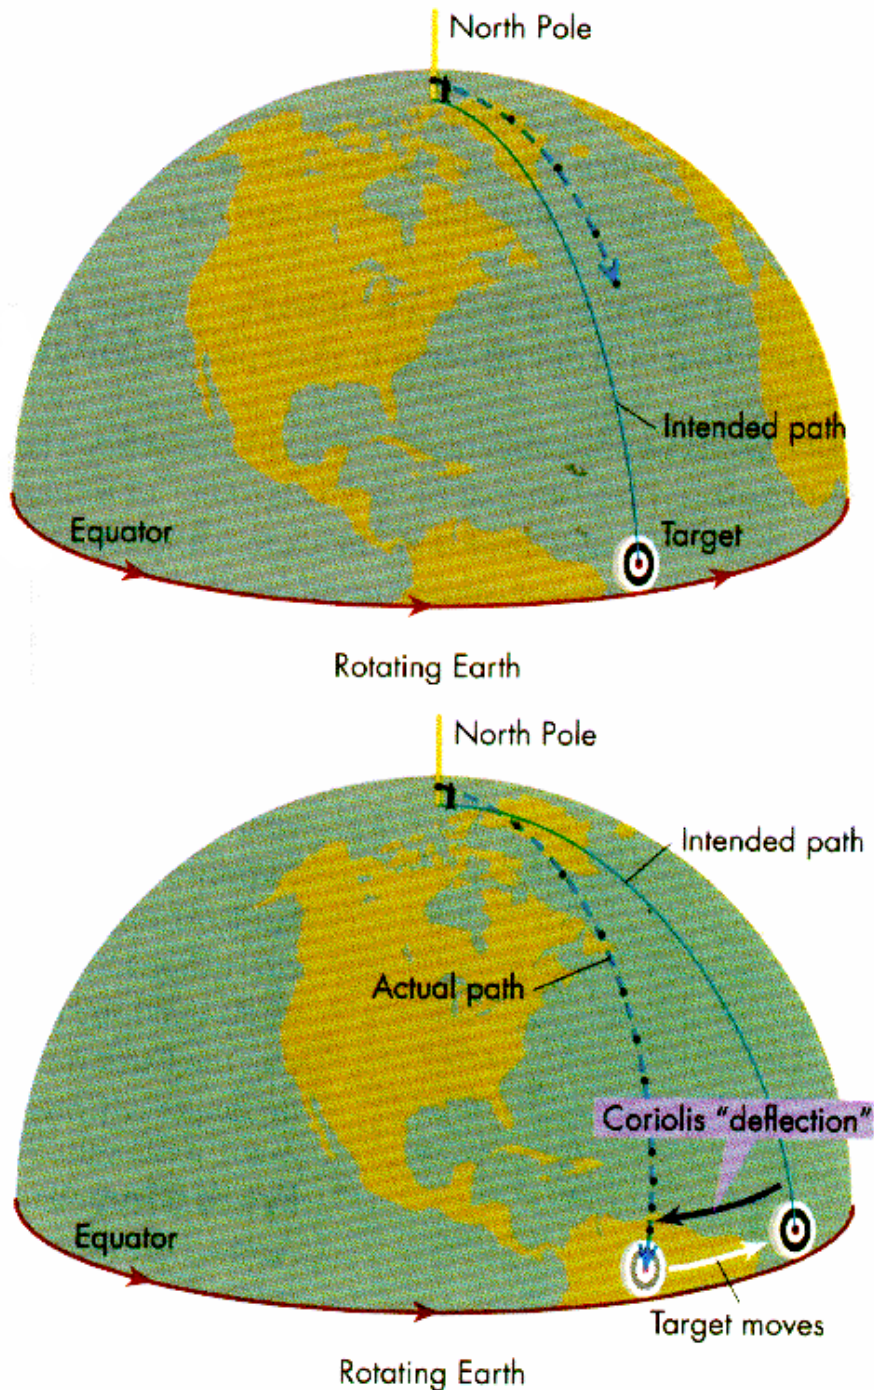 North Pole
Intended path
Equator
Target
Rotating Earth
North Pole
Intended path
Actual path
Coriolis “deflection”
Equator
Target moves
Rotating Earth